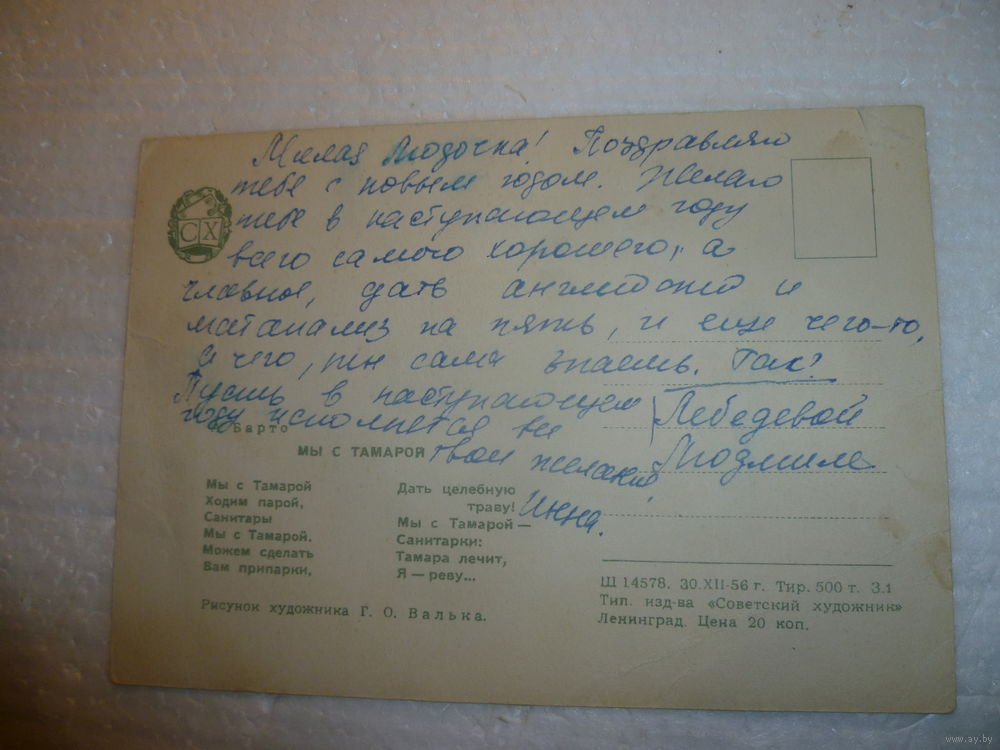 Милая Людочка! Поздравляю
тебя с новым годом. Желаю
тебе в наступающем году
всего самого хорошего, а
главное, сдать и
матанализ на пять, и еще чего-то,
а чего, ты сама знаешь. Так?
Пусть в наступающем
году исполнятся все
твои желания
Инна.
Лебедевой
Людмиле
СХ
Барто
МЫ С ТАМАРОЙ
Мы с Тамарой
Ходим парой,
Санитары
Мы с Тамарой.
Можем сделать
Вам припарки,
Дать целебную
траву!
Мы с Тамарой —
Санитарки:
Тамара лечит,
Я — реву...
Рисунок художника Г. О. Валька.
Ш 14578. 30.XII-56 г. Тир. 500 т. З.1
Тип. изд-ва «Советский художник»
Ленинград. Цена 20 коп.
www.ay.by